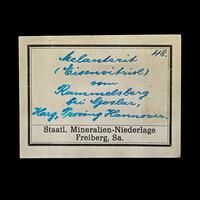 48.
Melanterit
(Eisenvitriol)
vom
Rammelsberg
bei Goslar,
Harz, Provinz Hannover.
Staatl. Mineralien-Niederlage
Freiberg, Sa.